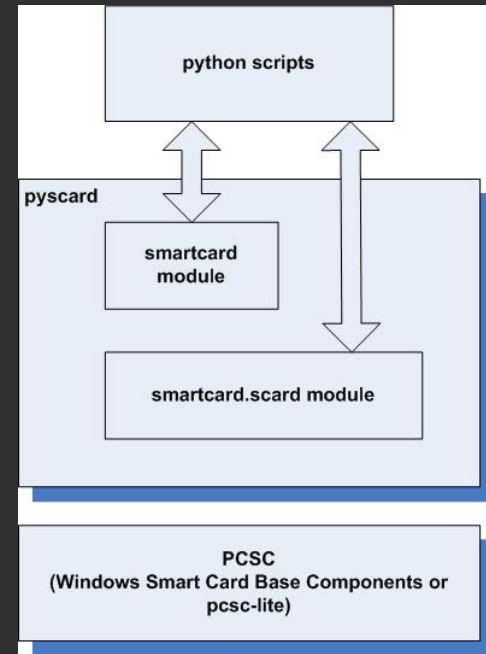 python scripts
pyscard
smartcard
module
smartcard.scard module
PCSC
(Windows Smart Card Base Components or
pcsc-lite)